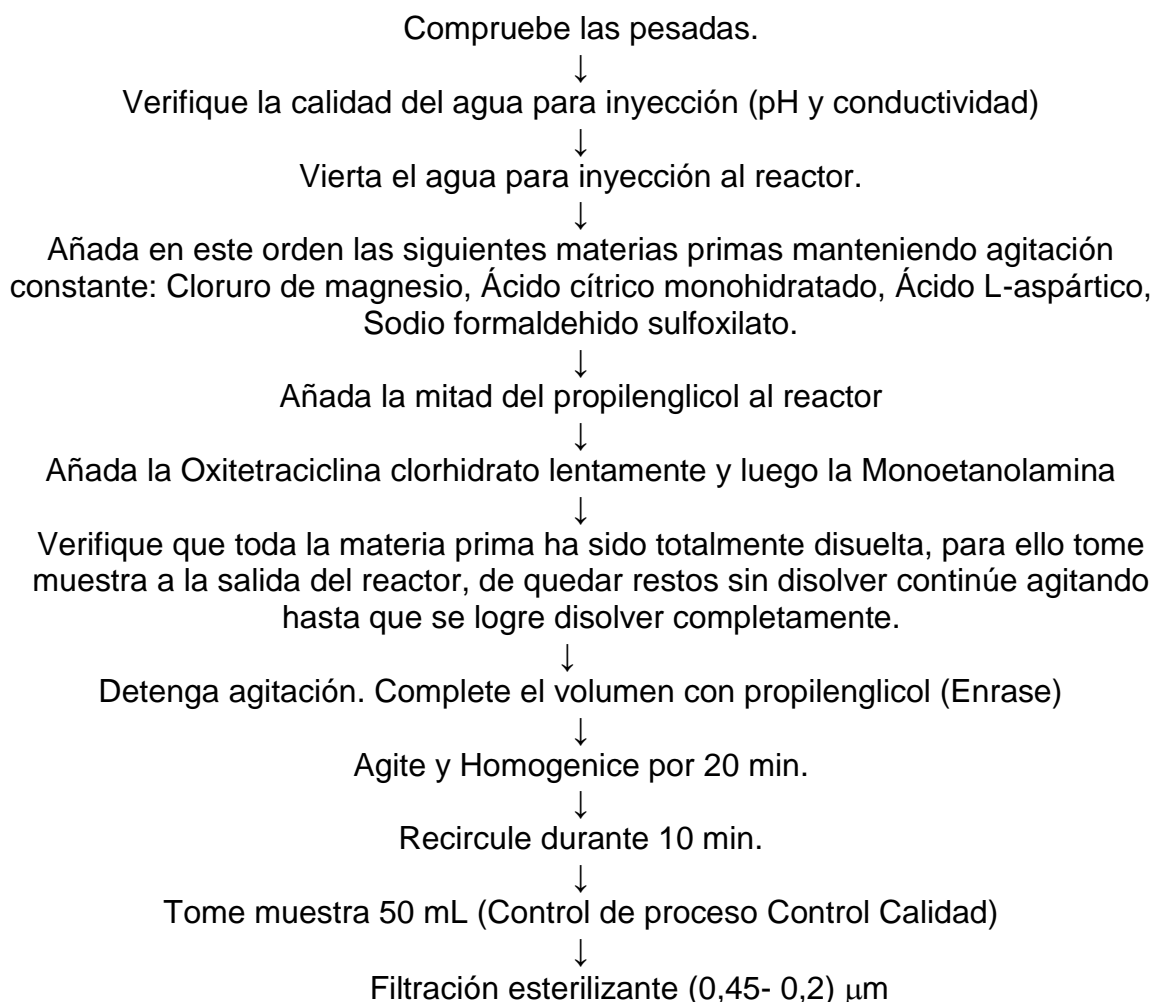 Compruebe las pesadas.
↓
Verifique la calidad del agua para inyección (pH y conductividad)
↓
Vierta el agua para inyección al reactor.
↓
Añada en este orden las siguientes materias primas manteniendo agitación
constante: Cloruro de magnesio, Ácido cítrico monohidratado, Ácido L-aspártico,
Sodio formaldehido sulfoxilato.
↓
Añada la mitad del propilenglicol al reactor
↓
Añada la Oxitetraciclina clorhidrato lentamente y luego la Monoetanolamina
↓
Verifique que toda la materia prima ha sido totalmente disuelta, para ello tome
muestra a la salida del reactor, de quedar restos sin disolver continúe agitando
hasta que se logre disolver completamente.
↓
Detenga agitación. Complete el volumen con propilenglicol (Enrase)
↓
Agite y Homogenice por 20 min.
↓
Recircule durante 10 min.
↓
Tome muestra 50 mL (Control de proceso Control Calidad)
↓
Filtración esterilizante (0,45- 0,2) μm